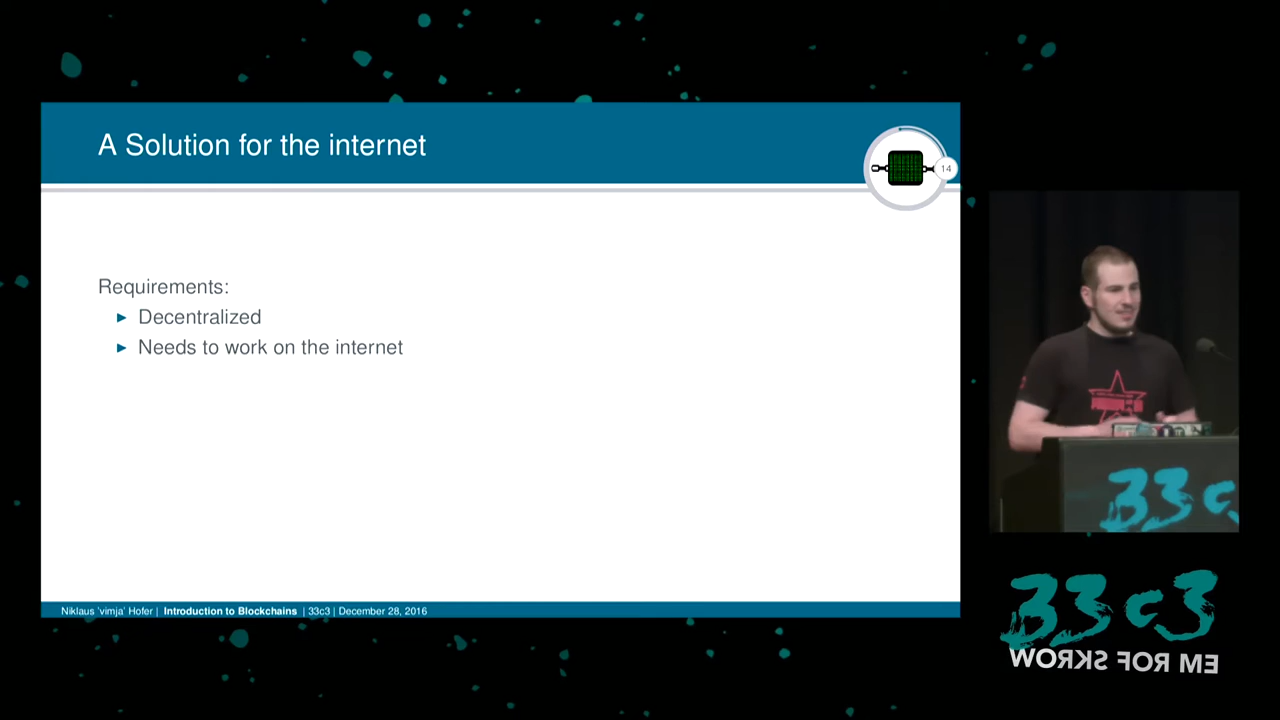 A Solution for the internet
14
Requirements:
Decentralized
Needs to work on the internet
Niklaus 'vimja' Hofer | Introduction to Blockchains | 33c3 | December 28, 2016
33c
33c3
WORKS FOR ME